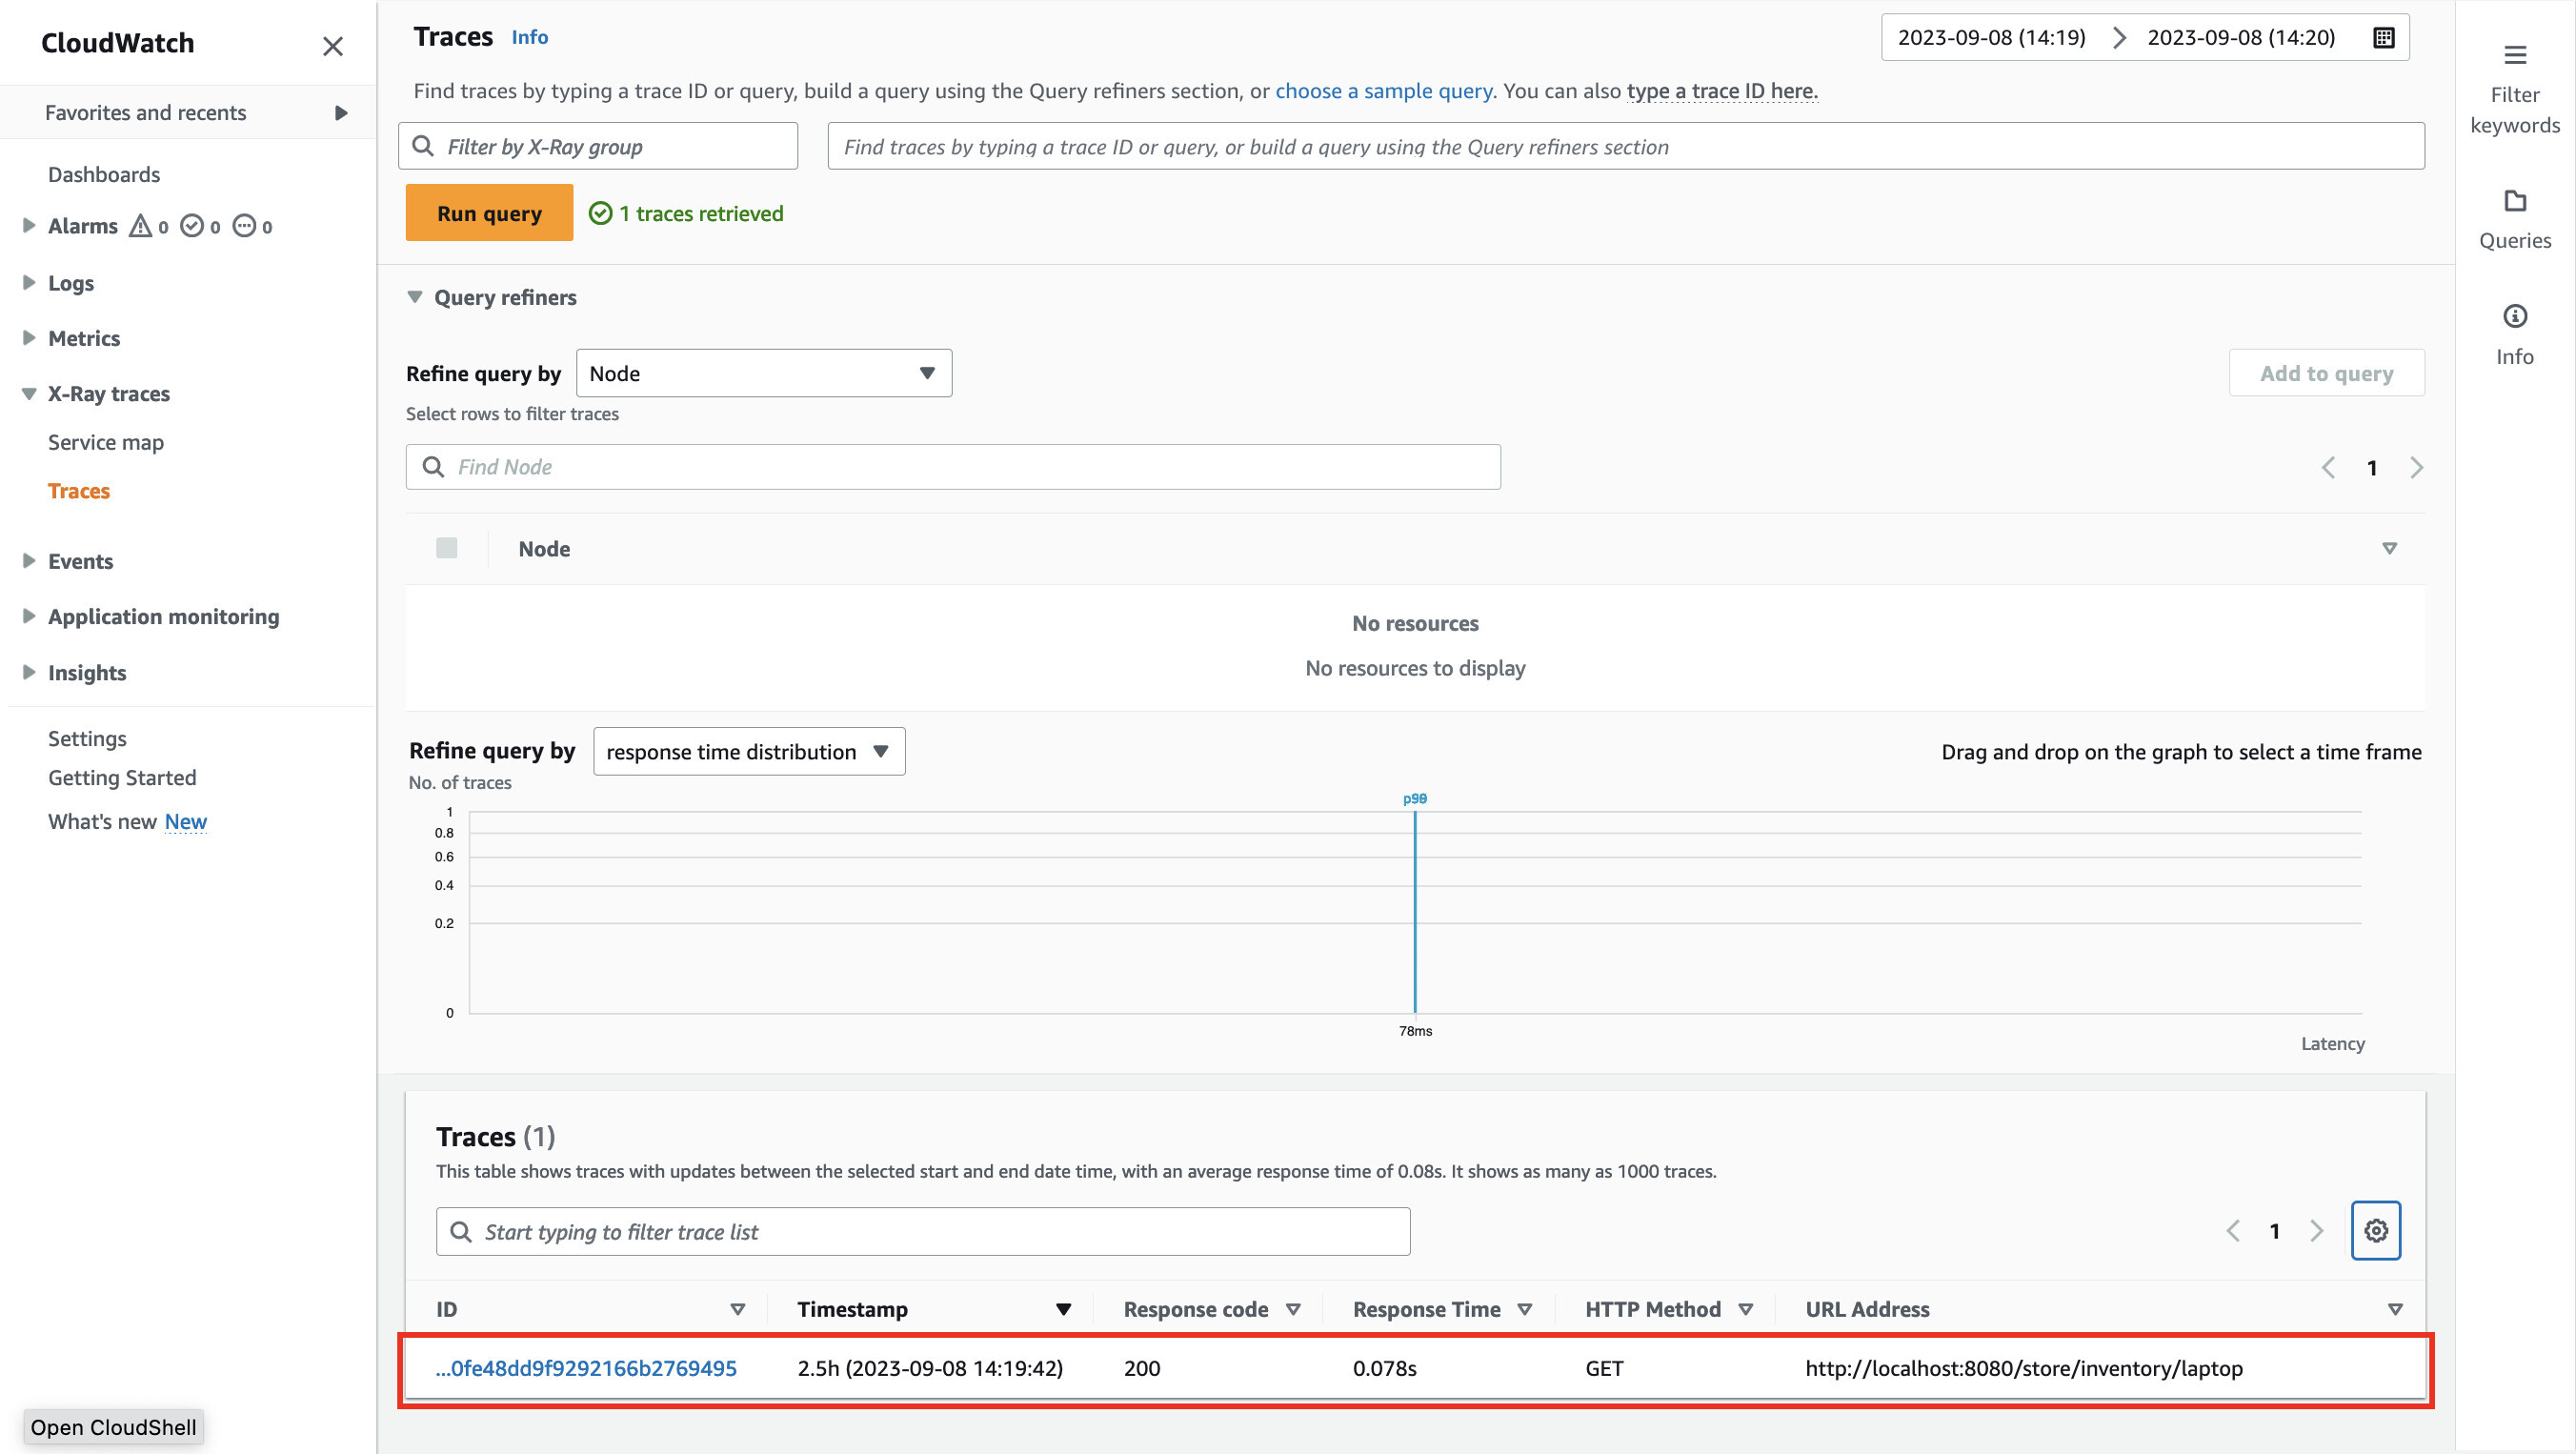 CloudWatch
Favorites and recents
Dashboards
Alarms 0 0 0
Logs
Metrics
X-Ray traces
Service map
Traces
Events
Application monitoring
Insights
Settings
Getting Started
What's new New
Open CloudShell
Traces Info
2023-09-08 (14:19) 2023-09-08 (14:20)
Find traces by typing a trace ID or query, build a query using the Query refiners section, or choose a sample query. You can also type a trace ID here.
Filter by X-Ray group
Find traces by typing a trace ID or query, or build a query using the Query refiners section
Run query 1 traces retrieved
Query refiners
Refine query by Node
Add to query
Select rows to filter traces
Find Node
1
Node
No resources
No resources to display
Refine query by response time distribution
Drag and drop on the graph to select a time frame
No. of traces
1
0.8
0.6
0.4
0.2
0
78ms
Latency
Traces (1)
This table shows traces with updates between the selected start and end date time, with an average response time of 0.08s. It shows as many as 1000 traces.
Start typing to filter trace list
1
ID Timestamp Response code Response Time HTTP Method URL Address
...0fe48dd9f9292166b2769495 2.5h (2023-09-08 14:19:42) 200 0.078s GET http://localhost:8080/store/inventory/laptop
Filter keywords
Queries
Info